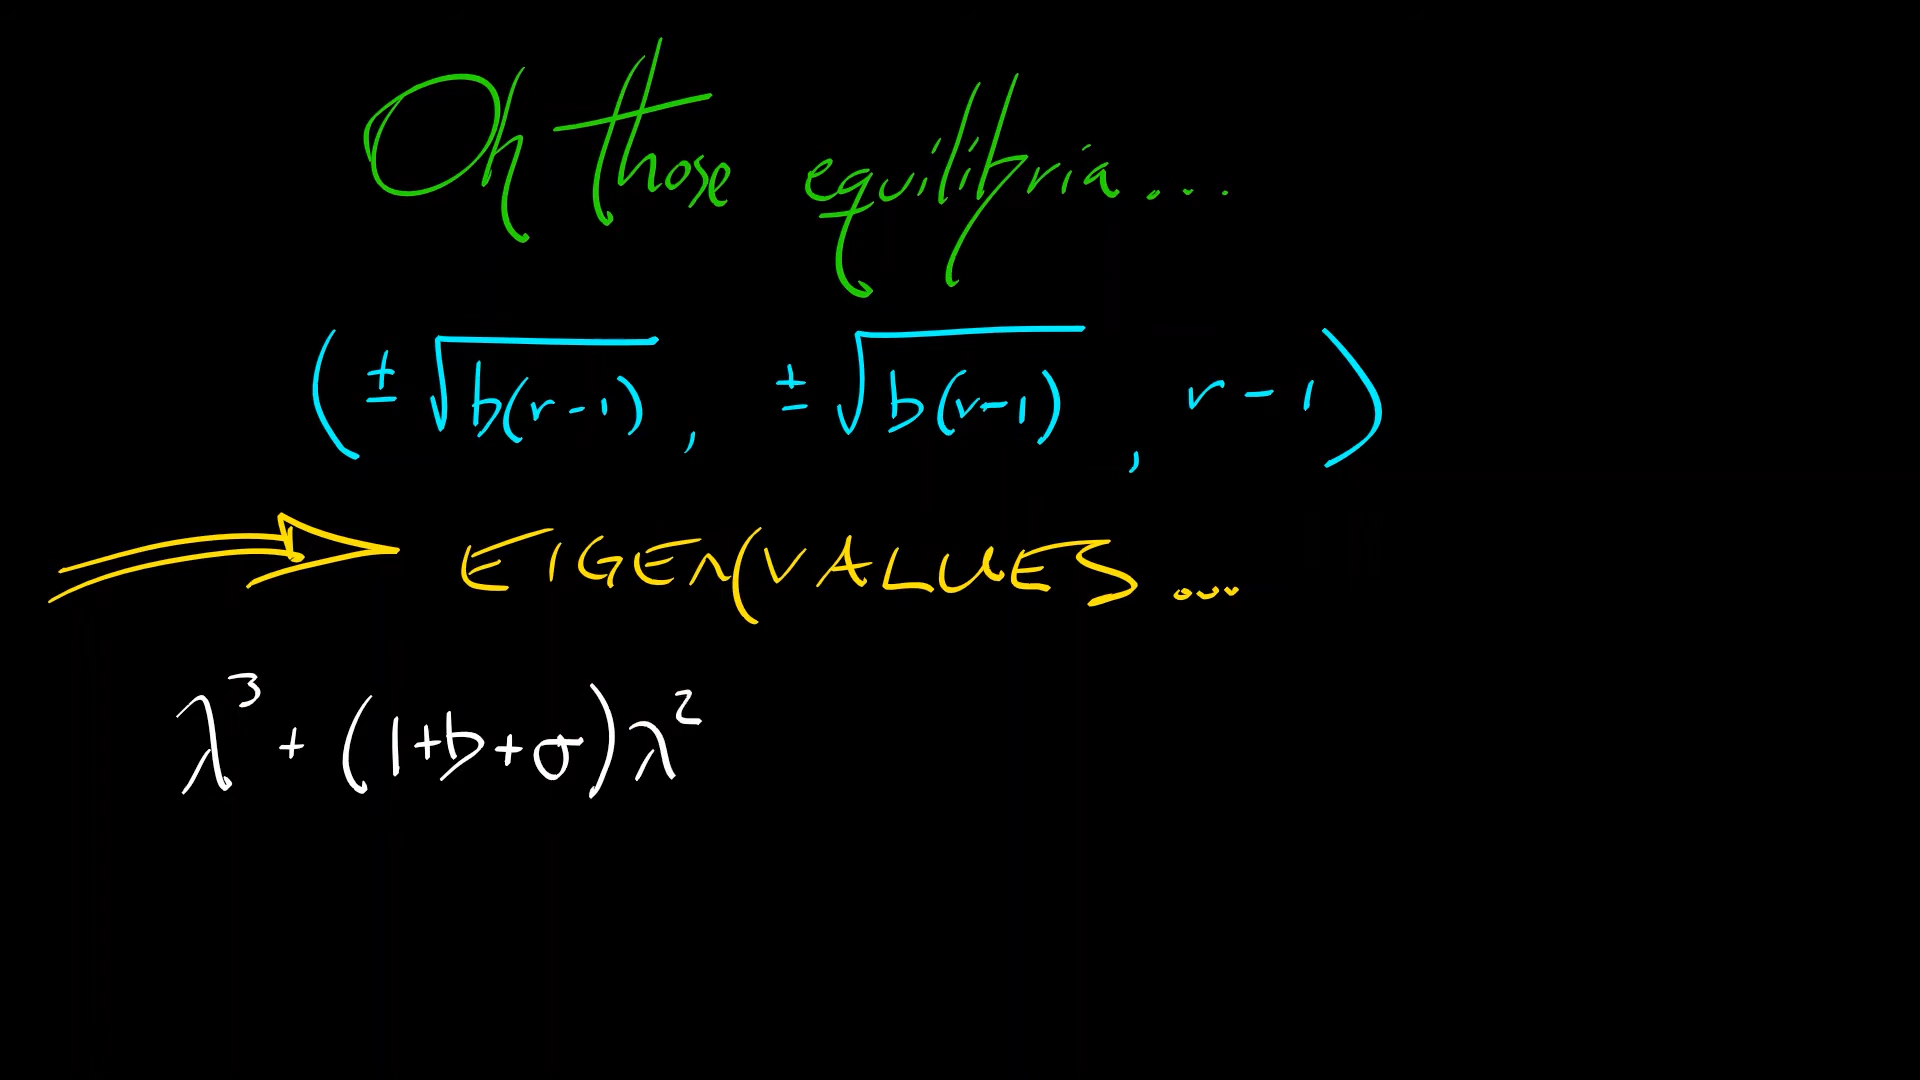 Oh those equilibria...
(±√b(r-1), ±√b(r-1), r-1)
EIGENVALUES...
λ³ + (1+b+σ)λ²